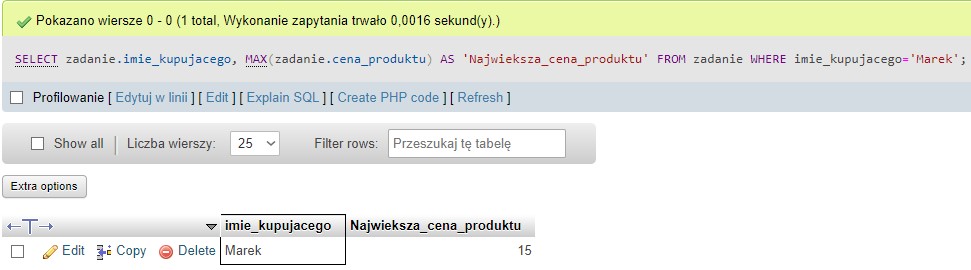 Pokazano wiersze 0 - 0 (1 total, Wykonanie zapytania trwało 0,0016 sekund(y).)
SELECT zadanie.imie_kupujacego, MAX(zadanie.cena_produktu) AS 'Najwieksza_cena_produktu' FROM zadanie WHERE imie_kupujacego='Marek';
Profilowanie [ Edytuj w linii ] [ Edit ] [ Explain SQL ] [ Create PHP code ] [ Refresh ]
Show all Liczba wierszy: 25 Filter rows: Przeszukaj tę tabelę
Extra options
←T→ imie_kupujacego Najwieksza_cena_produktu
Edit Copy Delete Marek 15